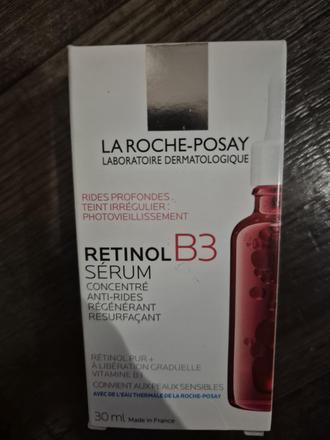 LA ROCHE-POSAY
LABORATOIRE DERMATOLOGIQUE
RIDES PROFONDES
TEINT IRRÉGULIER :
PHOTOVIEILLISSEMENT
RETINOL B3
SÉRUM
CONCENTRÉ
ANTI-RIDES
RÉGÉNÉRANT
RESURFAÇANT
RÉTINOL PUR +
À LIBÉRATION GRADUELLE
VITAMINE B3
CONVIENT AUX PEAUX SENSIBLES
AVEC DE L'EAU THERMALE DE LA ROCHE-POSAY
30 ml Made in France